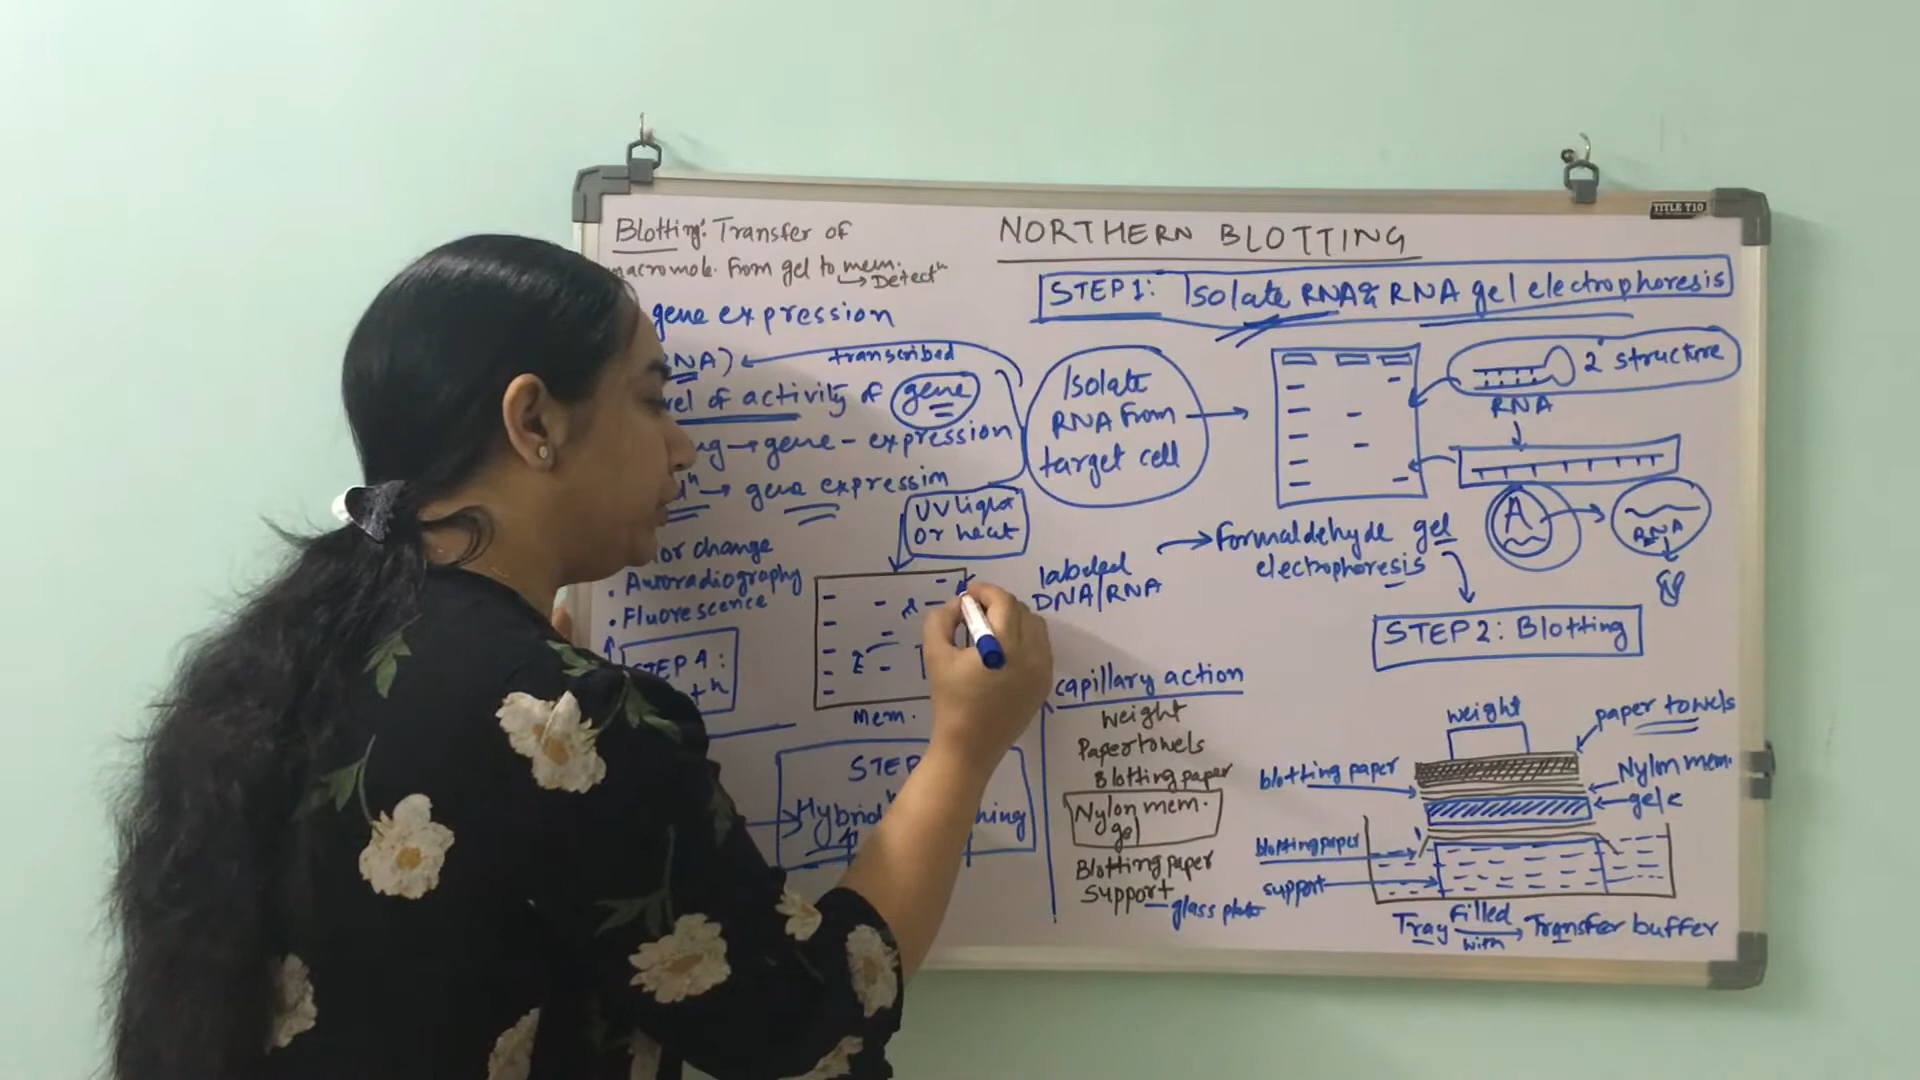 TITLE T10
Blotting: Transfer of
macromole. From gel to mem.
→ Detectⁿ
NORTHERN BLOTTING
STEP 1: Isolate RNA & RNA gel electrophoresis
gene expression
RNA) ← transcribed
level of activity of gene
→ gene - expression
→ gene expression
Isolate
RNA From
target cell
2° structure
RNA
A
RNA
UV light
or heat
Color change
• Autoradiography
• Fluorescence
STEP 4:
labeled
DNA/RNA
→ Formaldehyde gel
electrophoresis
STEP 2: Blotting
Mem.
STEP
Hybrid
capillary action
Weight
Paper towels
Blotting paper
Nylon mem.
gel
Blotting paper
Support
glass plate
weight
paper towels
blotting paper
Nylon mem.
gel
blotting paper
support
Tray Filled with → Transfer buffer